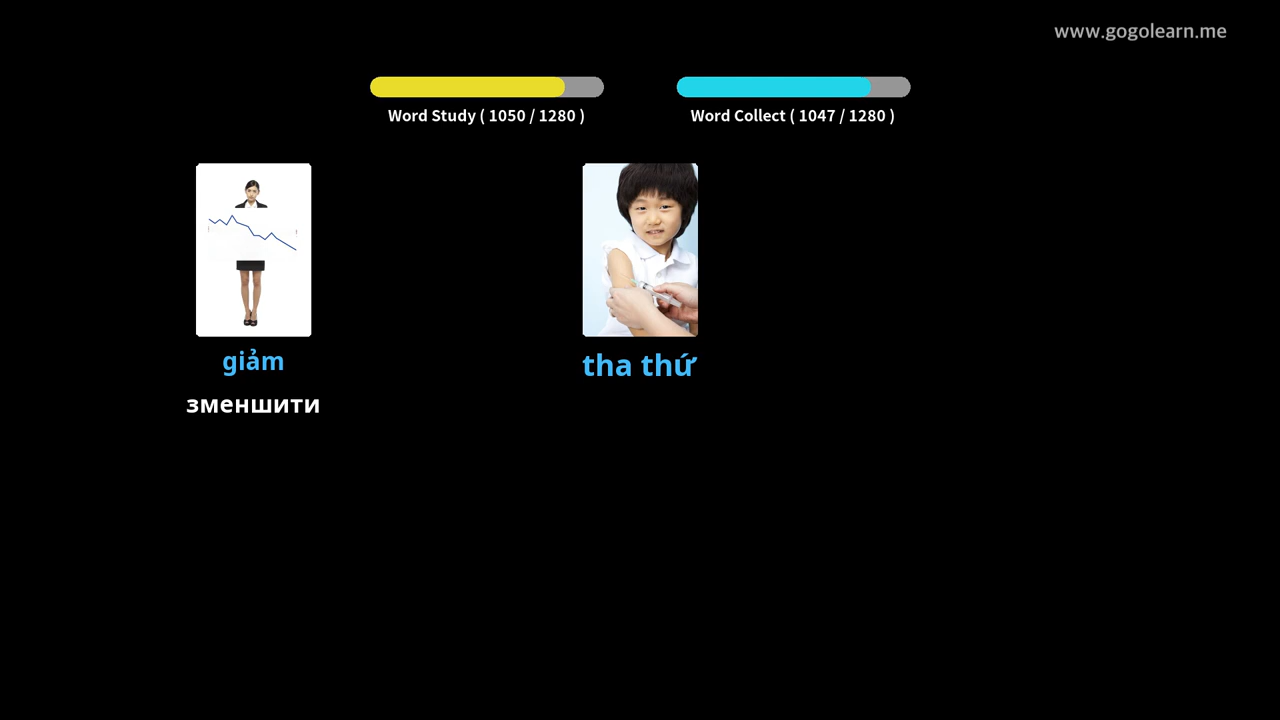 www.gogolearn.me
Word Study ( 1050 / 1280 )
Word Collect ( 1047 / 1280 )
giảm
tha thứ
зменшити